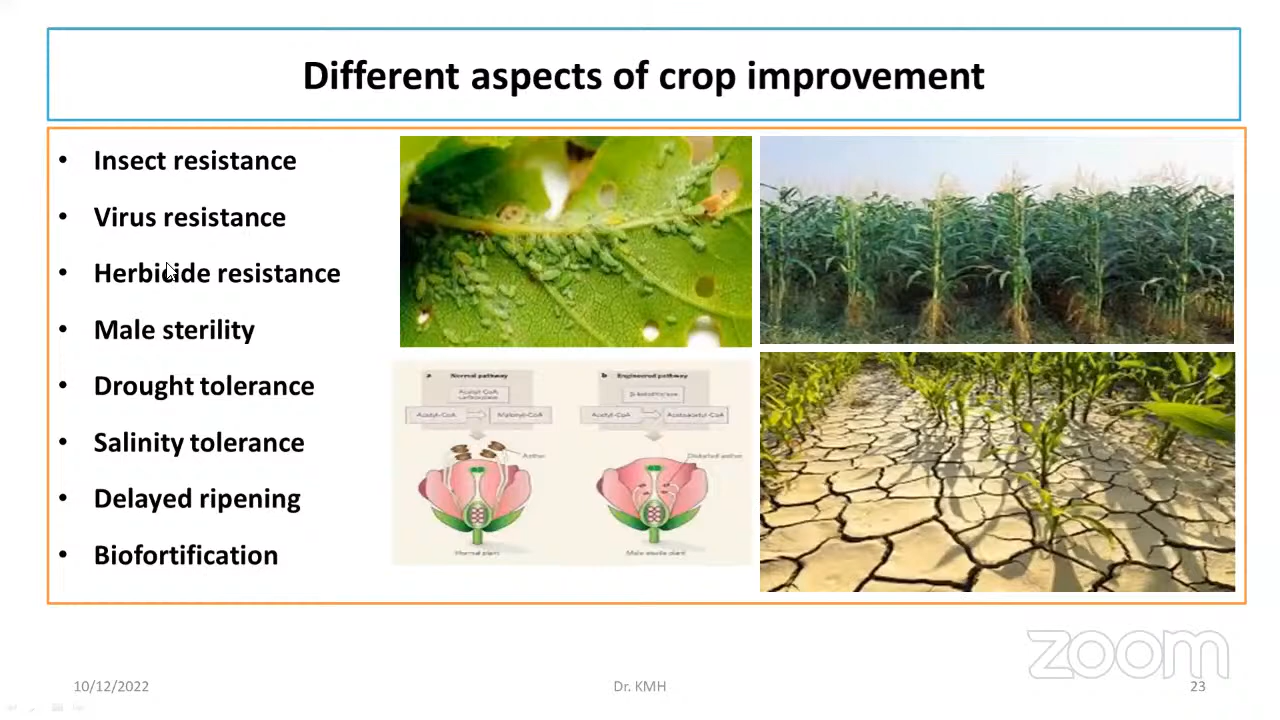 Different aspects of crop improvement
• Insect resistance
• Virus resistance
• Herbicide resistance
• Male sterility
• Drought tolerance
• Salinity tolerance
• Delayed ripening
• Biofortification
a Normal pathway
Acetyl-CoA
carboxylase
Acetyl-CoA
Malonyl-CoA
Anther
Normal plant
b Engineered pathway
β-ketothiolase
Acetyl-CoA
Acetoacetyl-CoA
Distorted anther
Male sterile plant
zoom
10/12/2022
Dr. KMH
23